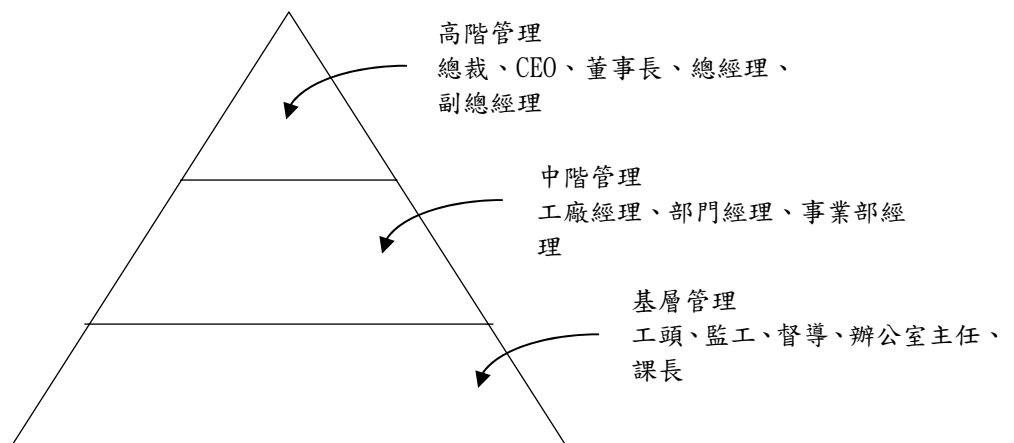 高階管理
總裁、CEO、董事長、總經理、
副總經理
中階管理
工廠經理、部門經理、事業部經
理
基層管理
工頭、監工、督導、辦公室主任、
課長